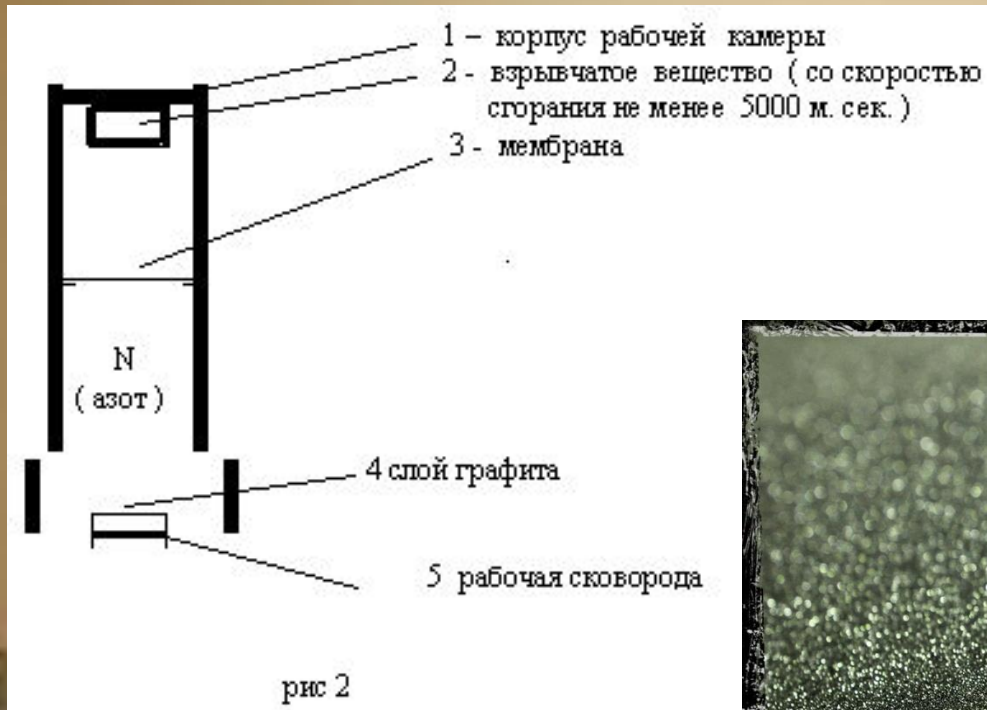 1 – корпус рабочей камеры
2 - взрывчатое вещество ( со скоростью
сгорания не менее 5000 м. сек. )
3 - мембрана
N
( азот )
4 слой графита
5 рабочая сковорода
рис 2